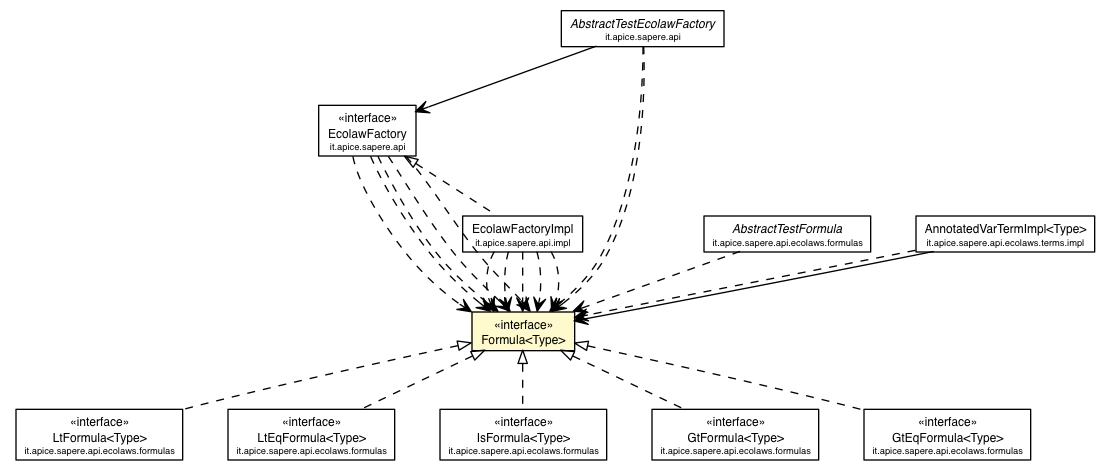 AbstractTestEcolawFactory
it.apice.sapere.api
«interface»
EcolawFactory
it.apice.sapere.api
EcolawFactoryImpl
it.apice.sapere.api.impl
AbstractTestFormula
it.apice.sapere.api.ecolaws.formulas
AnnotatedVarTermImpl<Type>
it.apice.sapere.api.ecolaws.terms.impl
«interface»
Formula<Type>
«interface»
LtFormula<Type>
it.apice.sapere.api.ecolaws.formulas
«interface»
LtEqFormula<Type>
it.apice.sapere.api.ecolaws.formulas
«interface»
IsFormula<Type>
it.apice.sapere.api.ecolaws.formulas
«interface»
GtFormula<Type>
it.apice.sapere.api.ecolaws.formulas
«interface»
GtEqFormula<Type>
it.apice.sapere.api.ecolaws.formulas